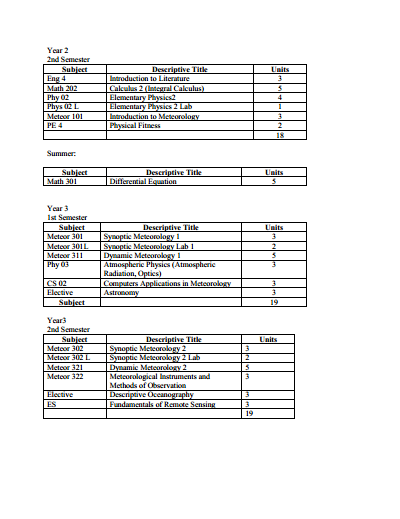 Year 2
2nd Semester
Subject Descriptive Title Units
Eng 4 Introduction to Literature 3
Math 202 Calculus 2 (Integral Calculus) 5
Phy 02 Elementary Physics2 4
Phys 02 L Elementary Physics 2 Lab 1
Meteor 101 Introduction to Meteorology 3
PE 4 Physical Fitness 2
18
Summer:
Subject Descriptive Title Units
Math 301 Differential Equation 5
Year 3
1st Semester
Subject Descriptive Title Units
Meteor 301 Synoptic Meteorology 1 3
Meteor 301L Synoptic Meteorology Lab 1 2
Meteor 311 Dynamic Meteorology 1 5
Phy 03 Atmospheric Physics (Atmospheric 3
Radiation, Optics)
CS 02 Computers Applications in Meteorology 3
Elective Astronomy 3
Subject 19
Year3
2nd Semester
Subject Descriptive Title Units
Meteor 302 Synoptic Meteorology 2 3
Meteor 302 L Synoptic Meteorology 2 Lab 2
Meteor 321 Dynamic Meteorology 2 5
Meteor 322 Meteorological Instruments and 3
Methods of Observation
Elective Descriptive Oceanography 3
ES Fundamentals of Remote Sensing 3
19